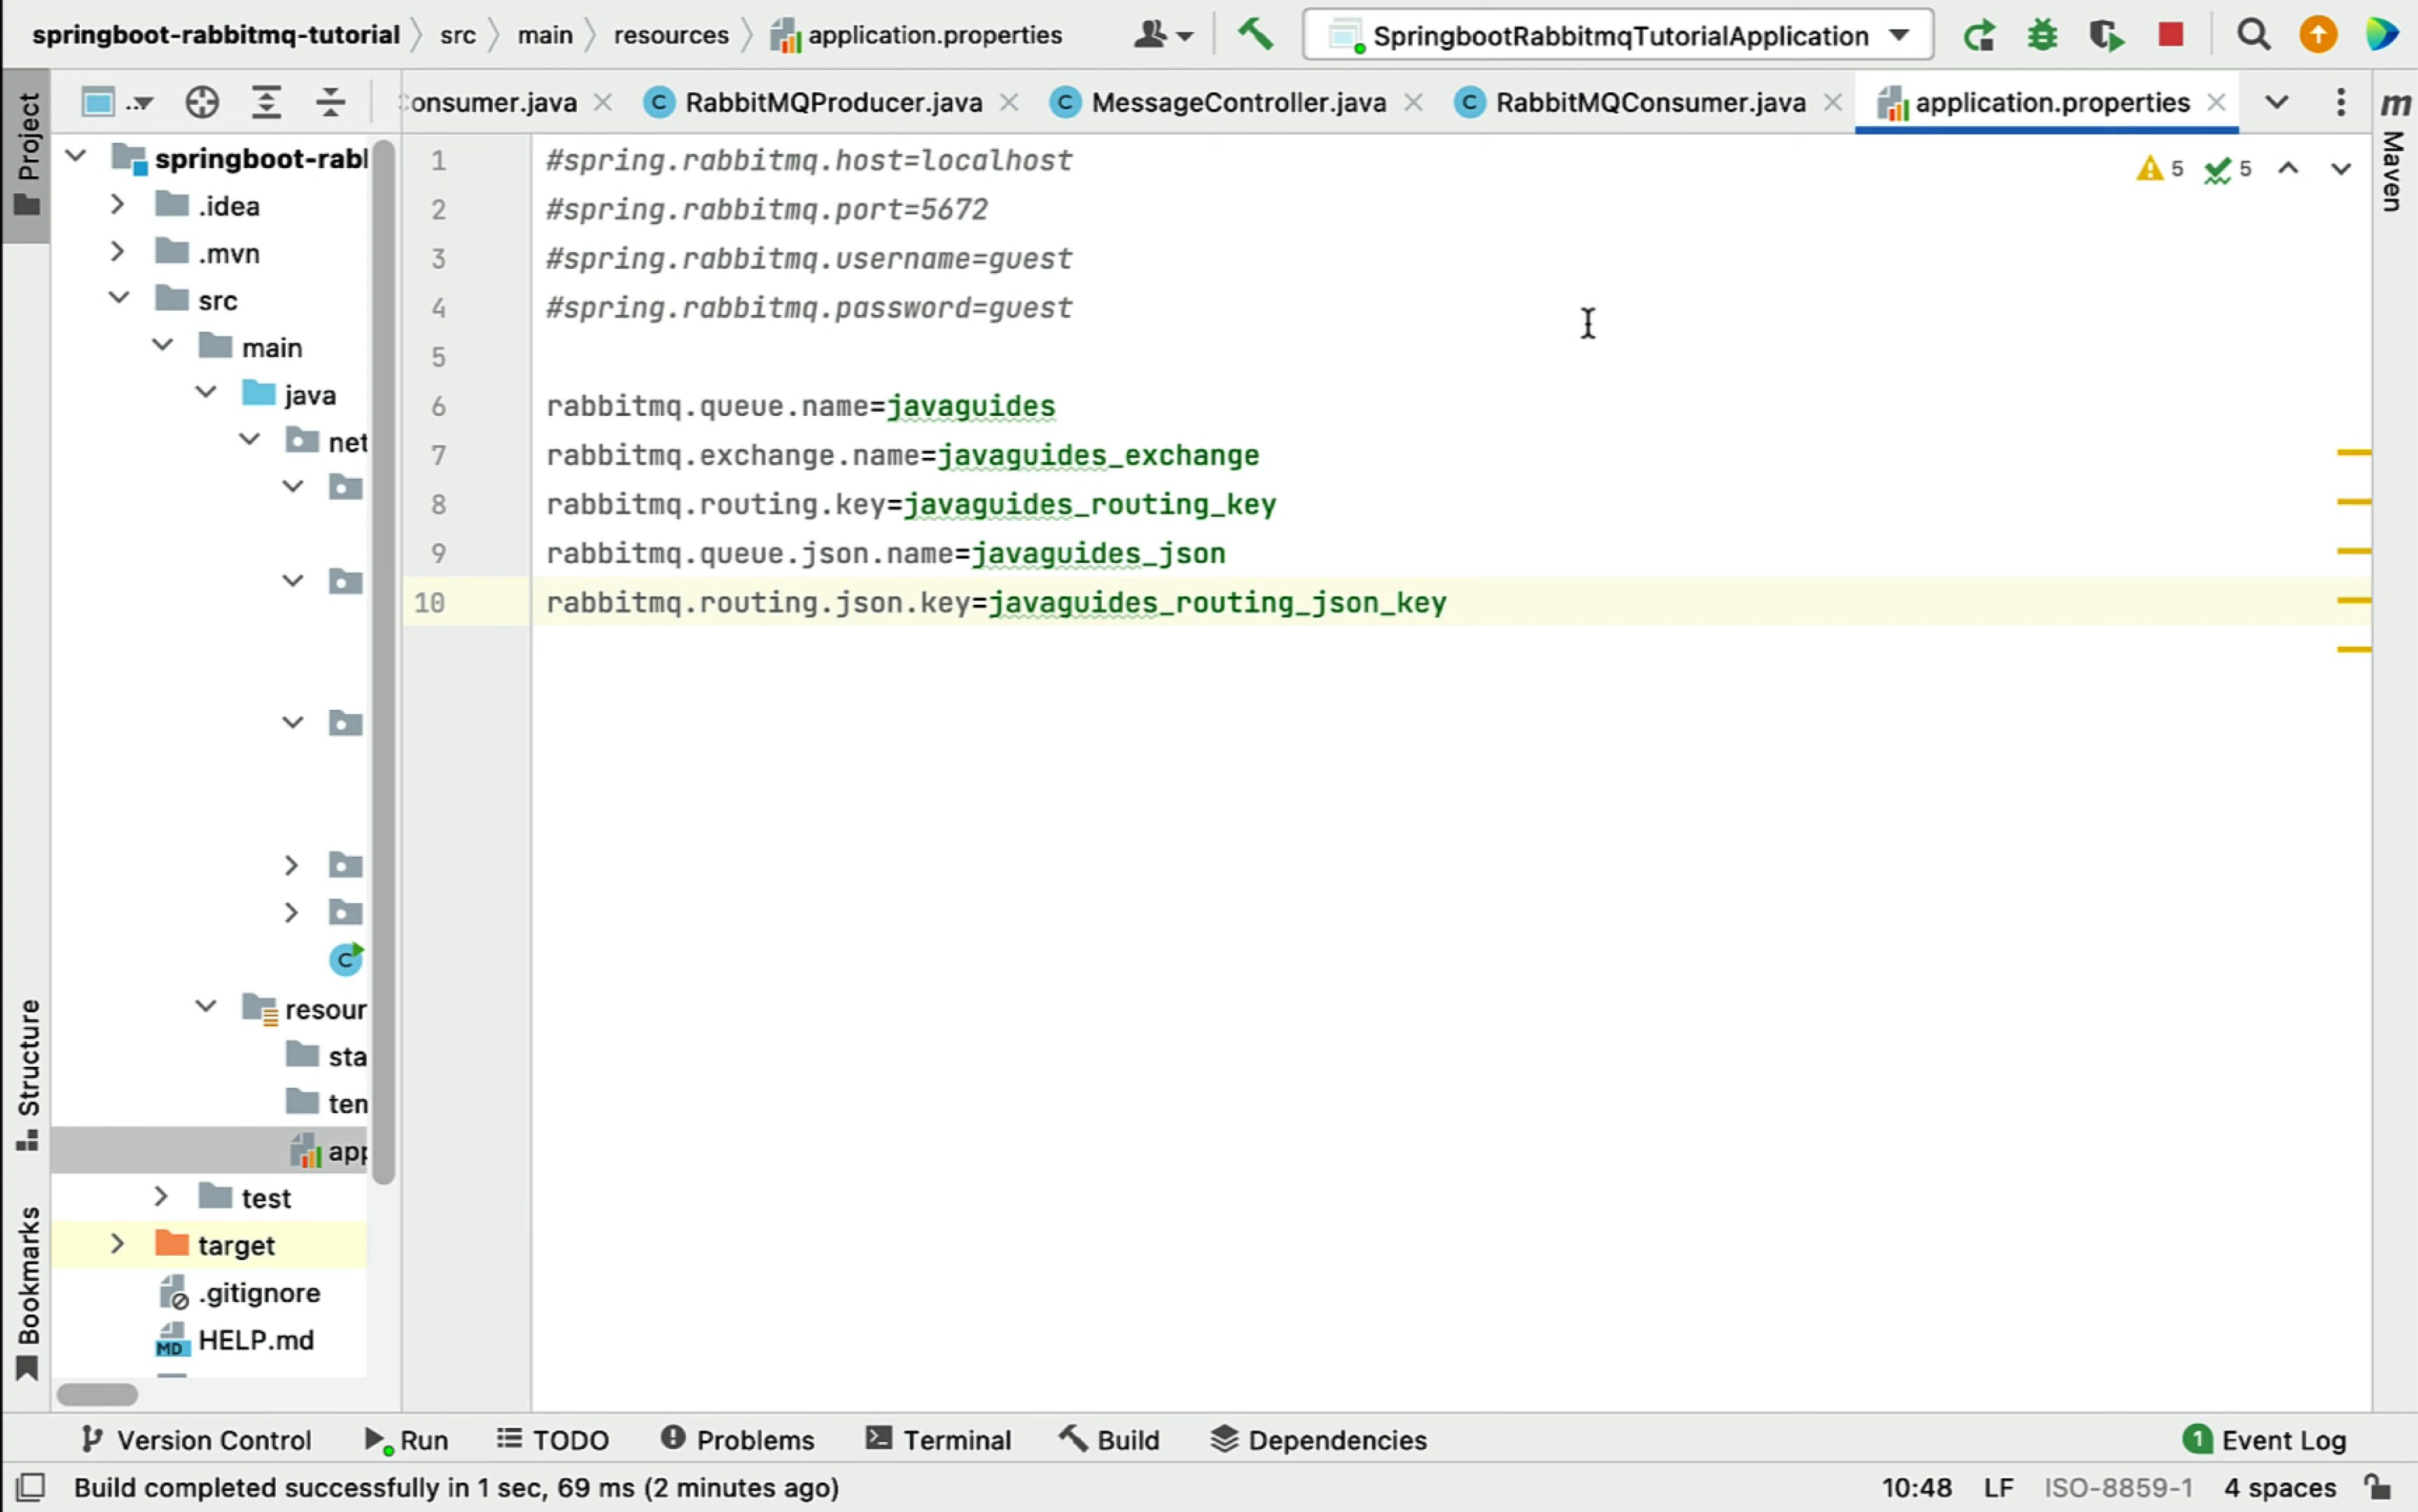 springboot-rabbitmq-tutorial src main resources application.properties SpringbootRabbitmqTutorialApplication
Project
onsumer.java RabbitMQProducer.java MessageController.java RabbitMQConsumer.java application.properties
m Maven
springboot-rabl
.idea
.mvn
src
main
java
net
resour
sta
ten
app
test
target
.gitignore
HELP.md
1 #spring.rabbitmq.host=localhost
2 #spring.rabbitmq.port=5672
3 #spring.rabbitmq.username=guest
4 #spring.rabbitmq.password=guest
5
6 rabbitmq.queue.name=javaguides
7 rabbitmq.exchange.name=javaguides_exchange
8 rabbitmq.routing.key=javaguides_routing_key
9 rabbitmq.queue.json.name=javaguides_json
10 rabbitmq.routing.json.key=javaguides_routing_json_key
5 5
Structure
Bookmarks
Version Control Run TODO Problems Terminal Build Dependencies 1 Event Log
Build completed successfully in 1 sec, 69 ms (2 minutes ago) 10:48 LF ISO-8859-1 4 spaces